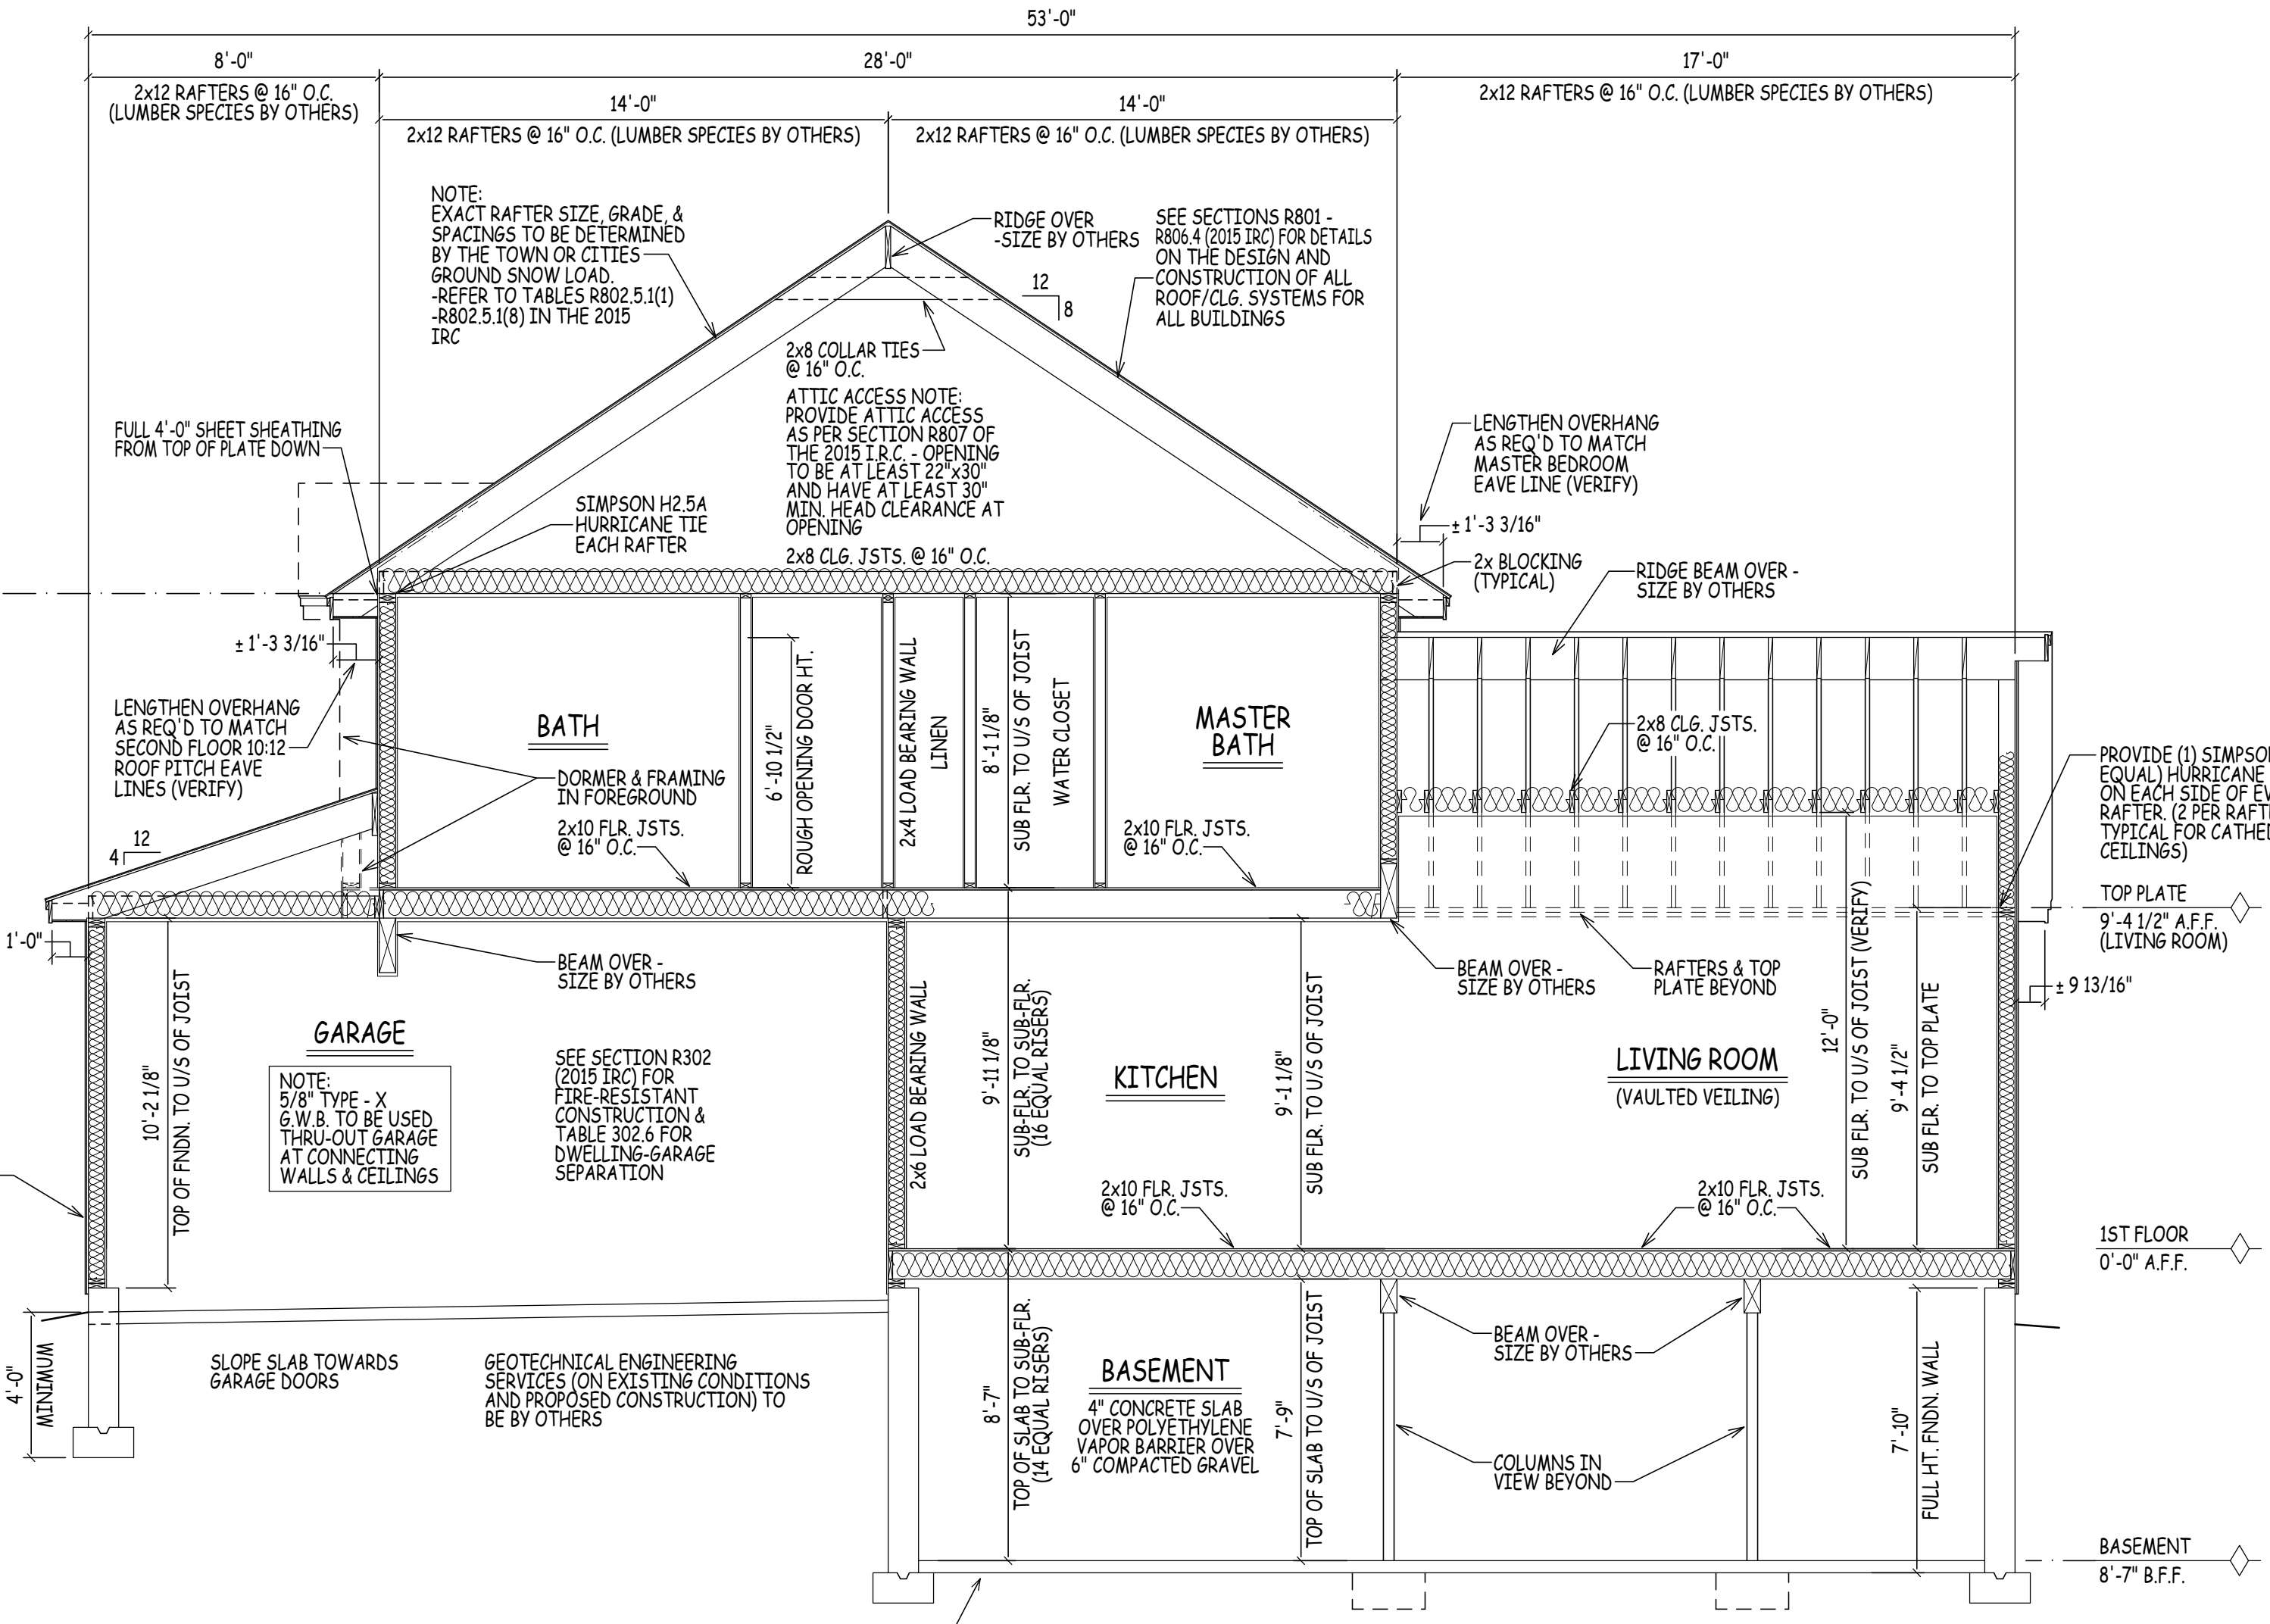 53'-0"
8'-0"
28'-0"
17'-0"
2x12 RAFTERS @ 16" O.C.
(LUMBER SPECIES BY OTHERS)
14'-0"
14'-0"
2x12 RAFTERS @ 16" O.C. (LUMBER SPECIES BY OTHERS)
2x12 RAFTERS @ 16" O.C. (LUMBER SPECIES BY OTHERS)
2x12 RAFTERS @ 16" O.C. (LUMBER SPECIES BY OTHERS)
NOTE:
EXACT RAFTER SIZE, GRADE, &
SPACINGS TO BE DETERMINED
BY THE TOWN OR CITIES
GROUND SNOW LOAD.
-REFER TO TABLES R802.5.1(1)
-R802.5.1(8) IN THE 2015
IRC
RIDGE OVER
-SIZE BY OTHERS
SEE SECTIONS R801 -
R806.4 (2015 IRC) FOR DETAILS
ON THE DESIGN AND
CONSTRUCTION OF ALL
ROOF/CLG. SYSTEMS FOR
ALL BUILDINGS
12
8
2x8 COLLAR TIES
@ 16" O.C.
ATTIC ACCESS NOTE:
PROVIDE ATTIC ACCESS
AS PER SECTION R807 OF
THE 2015 I.R.C. - OPENING
TO BE AT LEAST 22"x30"
AND HAVE AT LEAST 30"
MIN. HEAD CLEARANCE AT
OPENING
2x8 CLG. JSTS. @ 16" O.C.
FULL 4'-0" SHEET SHEATHING
FROM TOP OF PLATE DOWN
SIMPSON H2.5A
HURRICANE TIE
EACH RAFTER
LENGTHEN OVERHANG
AS REQ'D TO MATCH
MASTER BEDROOM
EAVE LINE (VERIFY)
± 1'-3 3/16"
2x BLOCKING
(TYPICAL)
RIDGE BEAM OVER -
SIZE BY OTHERS
± 1'-3 3/16"
LENGTHEN OVERHANG
AS REQ'D TO MATCH
SECOND FLOOR 10:12
ROOF PITCH EAVE
LINES (VERIFY)
BATH
DORMER & FRAMING
IN FOREGROUND
2x10 FLR. JSTS.
@ 16" O.C.
6'-10 1/2"
ROUGH OPENING DOOR HT.
2x4 LOAD BEARING WALL
LINEN
8'-1 1/8"
SUB FLR. TO U/S OF JOIST
WATER CLOSET
MASTER
BATH
2x10 FLR. JSTS.
@ 16" O.C.
2x8 CLG. JSTS.
@ 16" O.C.
12
4
PROVIDE (1) SIMPSO
EQUAL) HURRICANE
ON EACH SIDE OF EV
RAFTER. (2 PER RAFT
TYPICAL FOR CATHE
CEILINGS)
TOP PLATE
9'-4 1/2" A.F.F.
(LIVING ROOM)
1'-0"
BEAM OVER -
SIZE BY OTHERS
BEAM OVER -
SIZE BY OTHERS
RAFTERS & TOP
PLATE BEYOND
± 9 13/16"
10'-2 1/8"
TOP OF FNDN. TO U/S OF JOIST
GARAGE
NOTE:
5/8" TYPE - X
G.W.B. TO BE USED
THRU-OUT GARAGE
AT CONNECTING
WALLS & CEILINGS
SEE SECTION R302
(2015 IRC) FOR
FIRE-RESISTANT
CONSTRUCTION &
TABLE 302.6 FOR
DWELLING-GARAGE
SEPARATION
2x6 LOAD BEARING WALL
9'-11 1/8"
SUB-FLR. TO SUB-FLR.
(16 EQUAL RISERS)
KITCHEN
9'-1 1/8"
SUB FLR. TO U/S OF JOIST
LIVING ROOM
(VAULTED VEILING)
12'-0"
SUB FLR. TO U/S OF JOIST (VERIFY)
9'-4 1/2"
SUB FLR. TO TOP PLATE
2x10 FLR. JSTS.
@ 16" O.C.
2x10 FLR. JSTS.
@ 16" O.C.
1ST FLOOR
0'-0" A.F.F.
4'-0"
MINIMUM
SLOPE SLAB TOWARDS
GARAGE DOORS
GEOTECHNICAL ENGINEERING
SERVICES (ON EXISTING CONDITIONS
AND PROPOSED CONSTRUCTION) TO
BE BY OTHERS
8'-7"
TOP OF SLAB TO SUB-FLR.
(14 EQUAL RISERS)
BASEMENT
4" CONCRETE SLAB
OVER POLYETHYLENE
VAPOR BARRIER OVER
6" COMPACTED GRAVEL
7'-9"
TOP OF SLAB TO U/S OF JOIST
BEAM OVER -
SIZE BY OTHERS
COLUMNS IN
VIEW BEYOND
7'-10"
FULL HT. FNDN. WALL
BASEMENT
8'-7" B.F.F.